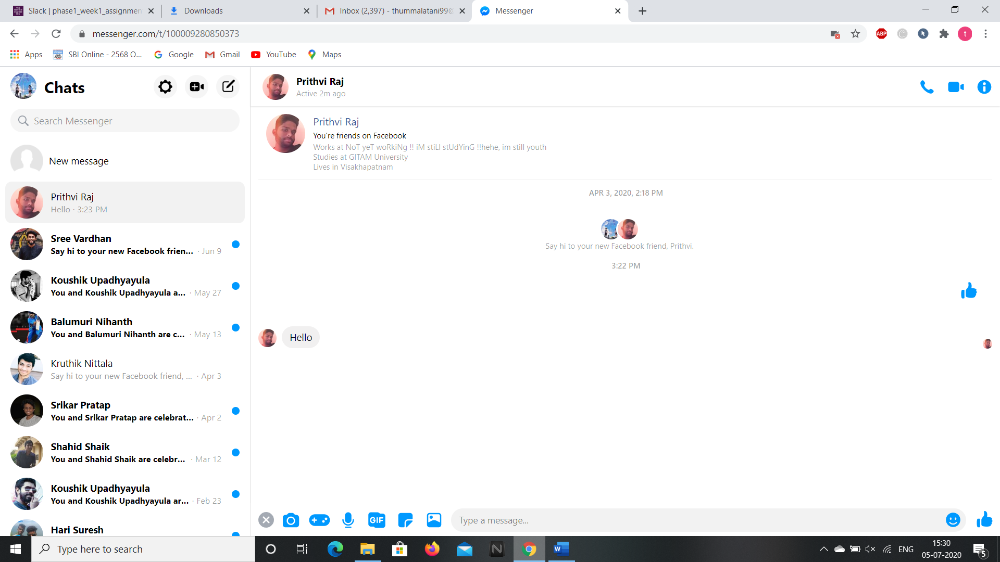 Slack | phase1_week1_assignmen
Downloads
Inbox (2,397) - thummalatani99@
Messenger
messenger.com/t/100009280850373
ABP
t
Apps
SBI Online - 2568 O...
Google
Gmail
YouTube
Maps
Chats
Search Messenger
New message
Prithvi Raj
Hello · 3:23 PM
Sree Vardhan
Say hi to your new Facebook frien... · Jun 9
Koushik Upadhyayula
You and Koushik Upadhyayula a... · May 27
Balumuri Nihanth
You and Balumuri Nihanth are c... · May 13
Kruthik Nittala
Say hi to your new Facebook friend, ... · Apr 3
Srikar Pratap
You and Srikar Pratap are celebrat... · Apr 2
Shahid Shaik
You and Shahid Shaik are celebr... · Mar 12
Koushik Upadhyayula
You and Koushik Upadhyayula ar... · Feb 23
Hari Suresh
Prithvi Raj
Active 2m ago
Prithvi Raj
You're friends on Facebook
Works at NoT yeT woRkiNg !! iM stiLl stUdYinG !!hehe, im still youth
Studies at GITAM University
Lives in Visakhapatnam
APR 3, 2020, 2:18 PM
Say hi to your new Facebook friend, Prithvi.
3:22 PM
Hello
GIF
Type a message...
Type here to search
N
W
ENG
15:30
05-07-2020
5